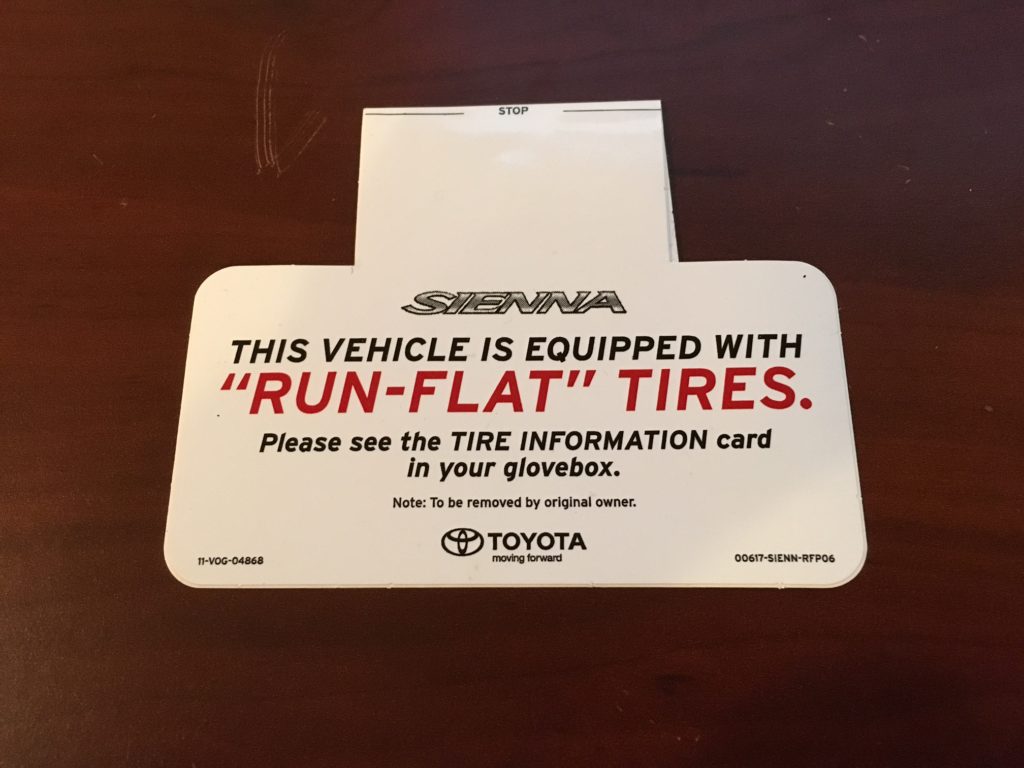 STOP
SIENNA
THIS VEHICLE IS EQUIPPED WITH
“RUN-FLAT” TIRES.
Please see the TIRE INFORMATION card
in your glovebox.
Note: To be removed by original owner.
TOYOTA
moving forward
11-VOG-04868
00617-SIENN-RFP06